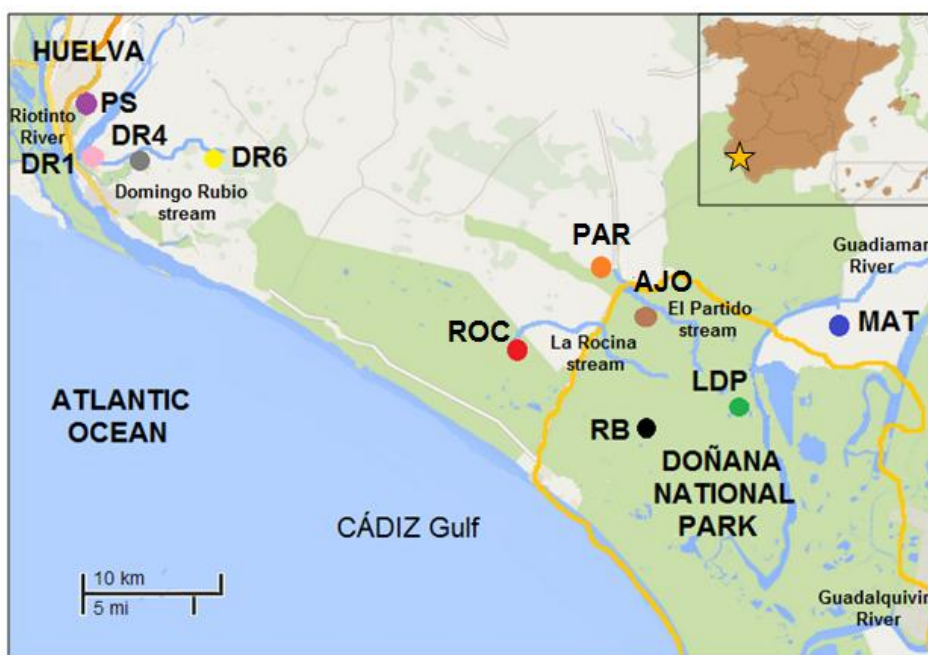 HUELVA
PS
Riotinto
River
DR4
DR1
DR6
Domingo Rubio
stream
PAR
Guadiamar
River
AJO
El Partido
stream
MAT
ROC
La Rocina
stream
LDP
ATLANTIC
OCEAN
RB
DOÑANA
NATIONAL
PARK
CÁDIZ Gulf
10 km
5 mi
Guadalquivir
River